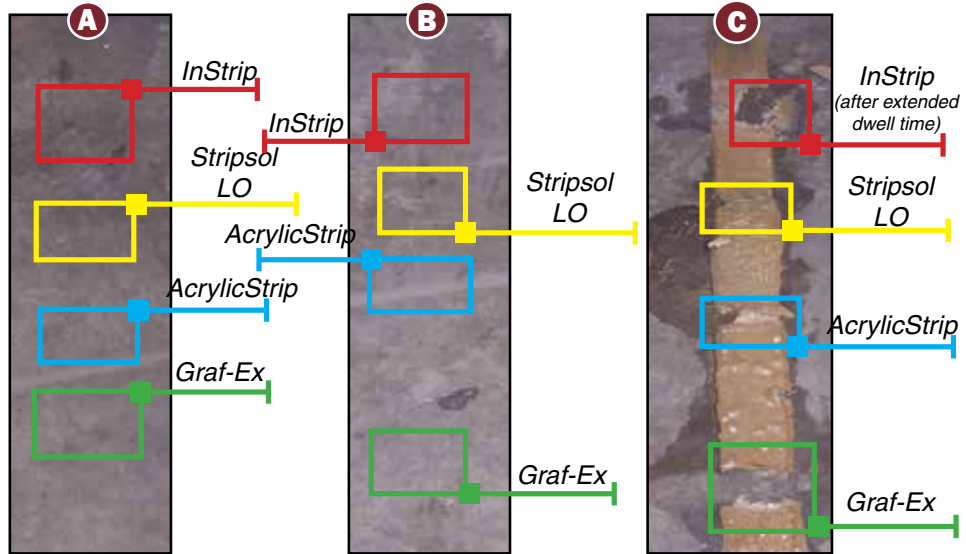 A
InStrip
Stripsol
LO
AcrylicStrip
Graf-Ex
B
InStrip
Stripsol
LO
AcrylicStrip
Graf-Ex
C
InStrip
(after extended
dwell time)
Stripsol
LO
AcrylicStrip
Graf-Ex